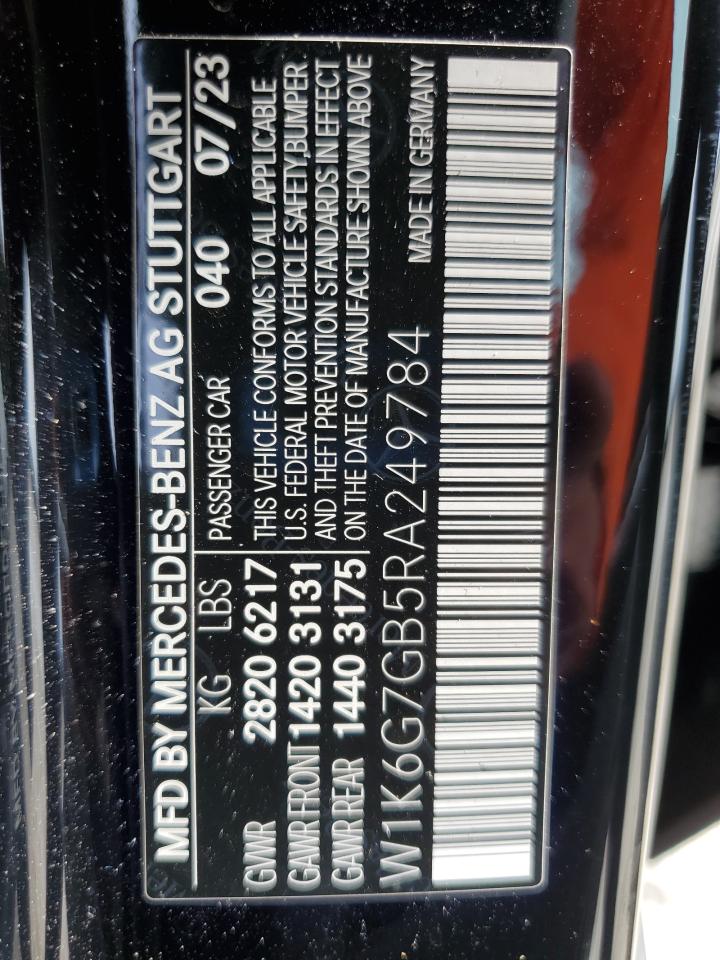 MFD BY MERCEDES-BENZ AG STUTTGART
KG LBS PASSENGER CAR 040 07/23
GVWR 2820 6217
GAWR FRONT 1420 3131
GAWR REAR 1440 3175
THIS VEHICLE CONFORMS TO ALL APPLICABLE
U.S. FEDERAL MOTOR VEHICLE SAFETY, BUMPER
AND THEFT PREVENTION STANDARDS IN EFFECT
ON THE DATE OF MANUFACTURE SHOWN ABOVE
W1K6G7GB5RA249784 MADE IN GERMANY